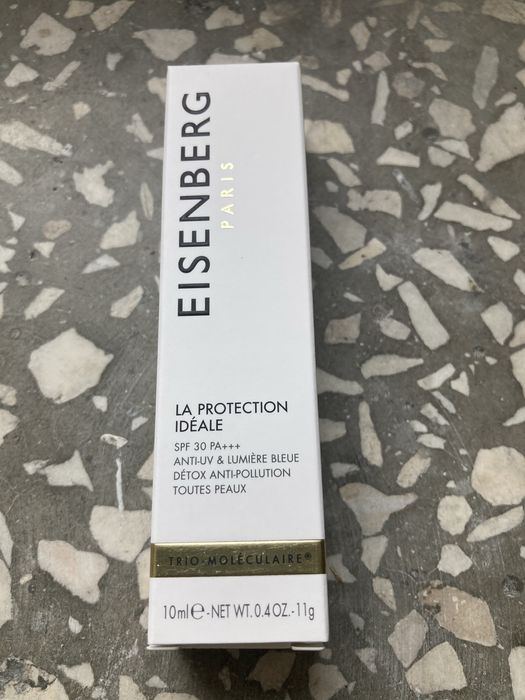 EISENBERG
PARIS
LA PROTECTION
IDÉALE
SPF 30 PA+++
ANTI-UV & LUMIÈRE BLEUE
DÉTOX ANTI-POLLUTION
TOUTES PEAUX
TRIO-MOLÉCULAIRE®
10ml℮-NET WT. 0.4 OZ.-11g